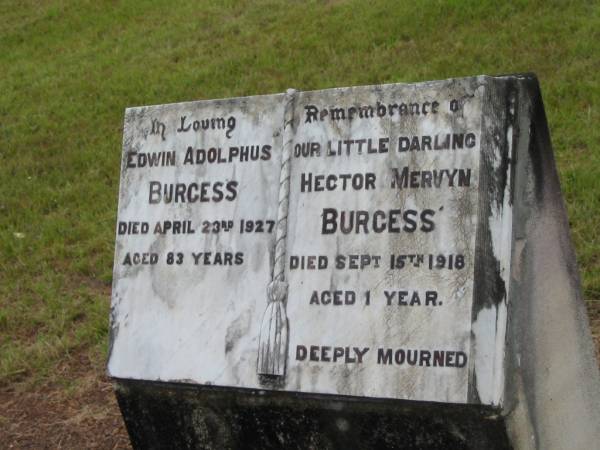 In Loving Remembrance of
EDWIN ADOLPHUS
BURGESS
DIED APRIL 23RD 1927
AGED 83 YEARS
OUR LITTLE DARLING
HECTOR MERVYN
BURGESS
DIED SEPT 15TH 1918
AGED 1 YEAR.
DEEPLY MOURNED